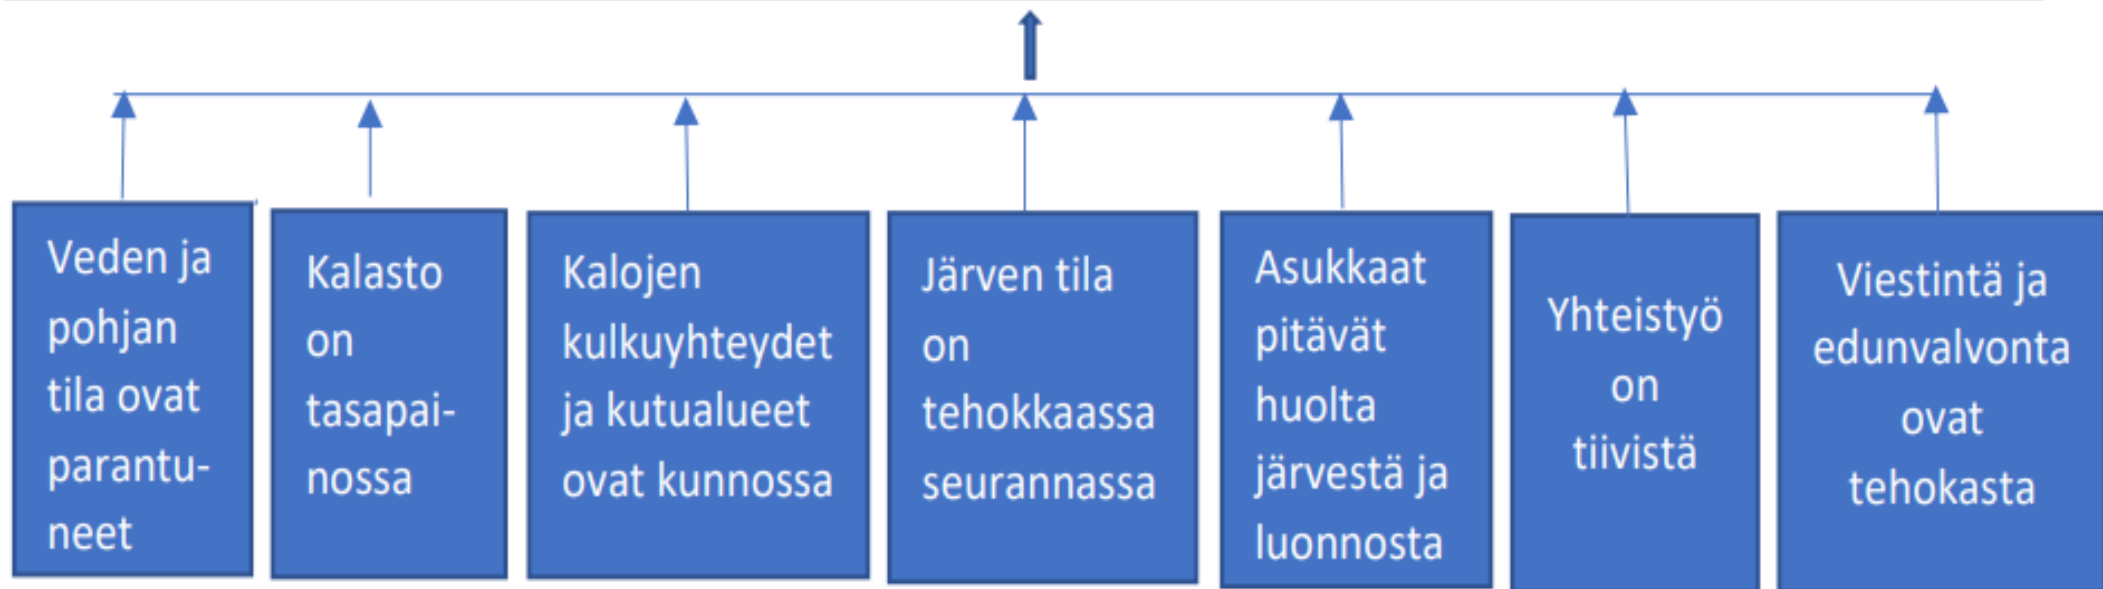 Veden ja
pohjan
tila ovat
parantu-
neet
Kalasto
on
tasapai-
nossa
Kalojen
kulkuyhteydet
ja kutualueet
ovat kunnossa
Järven tila
on
tehokkaassa
seurannassa
Asukkaat
pitävät
huolta
järvestä ja
luonnosta
Yhteistyö
on
tiivistä
Viestintä ja
edunvalvonta
ovat
tehokasta